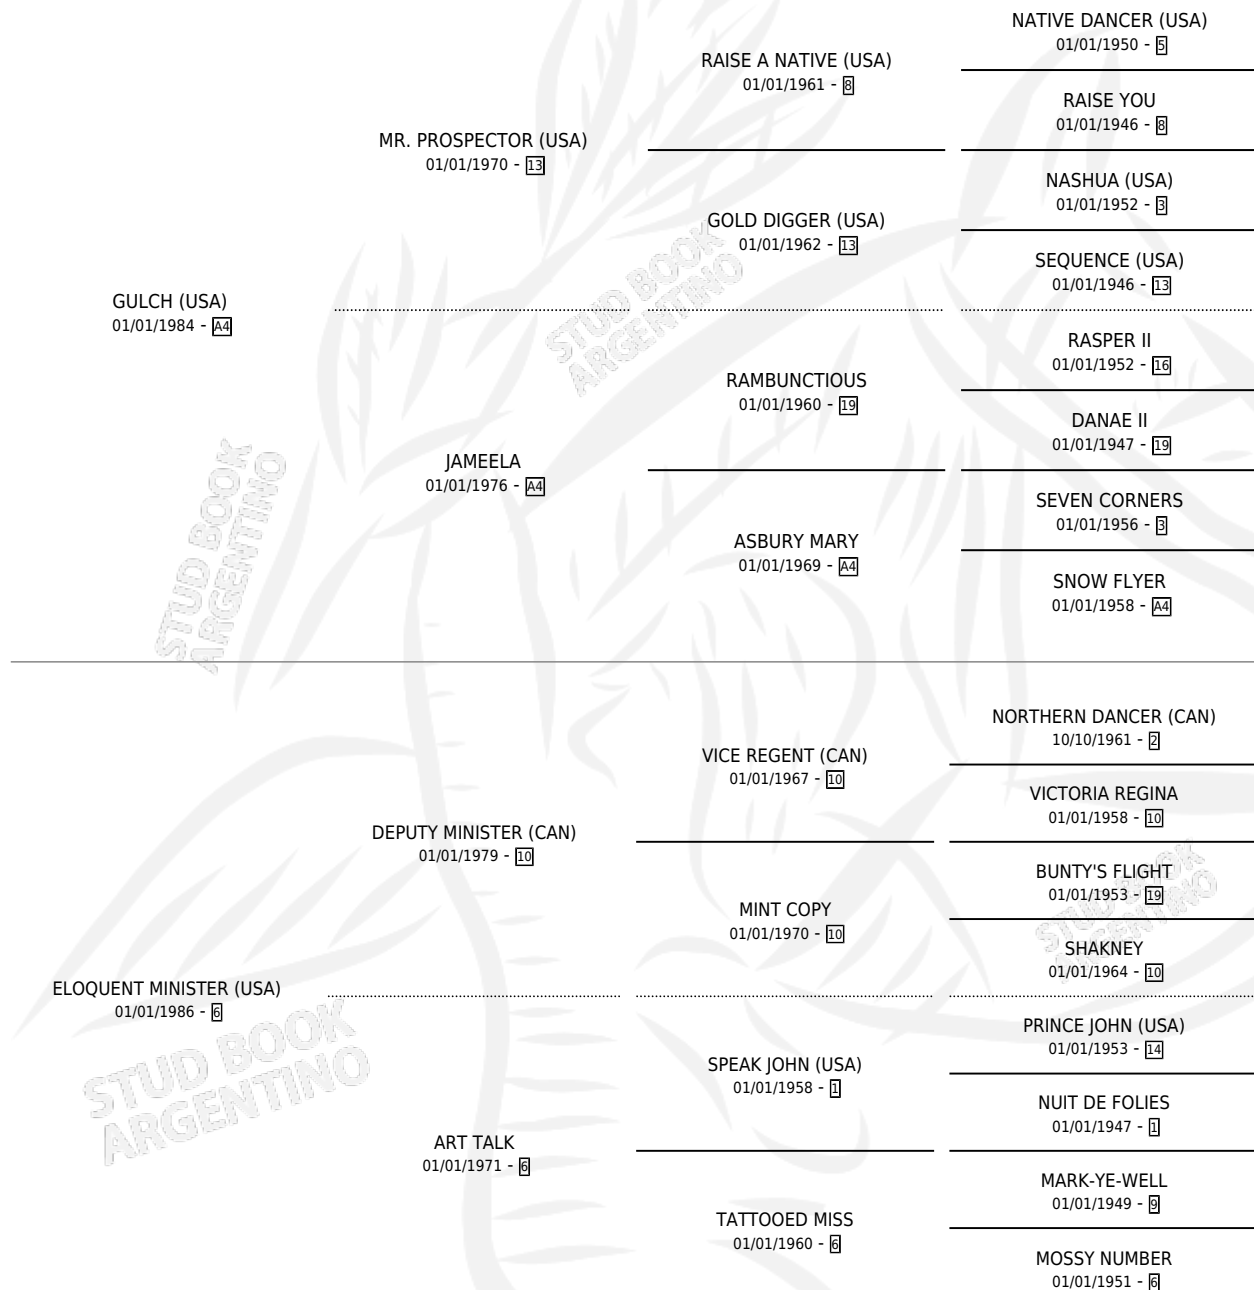 NATIVE DANCER (USA)
01/01/1950 - 5
RAISE A NATIVE (USA)
01/01/1961 - 8
RAISE YOU
01/01/1946 - 8
MR. PROSPECTOR (USA)
01/01/1970 - 13
NASHUA (USA)
01/01/1952 - 3
GOLD DIGGER (USA)
01/01/1962 - 13
SEQUENCE (USA)
01/01/1946 - 13
GULCH (USA)
01/01/1984 - A4
RASPER II
01/01/1952 - 16
RAMBUNCTIOUS
01/01/1960 - 19
DANAE II
01/01/1947 - 19
JAMEELA
01/01/1976 - A4
SEVEN CORNERS
01/01/1956 - 3
ASBURY MARY
01/01/1969 - A4
SNOW FLYER
01/01/1958 - A4
NORTHERN DANCER (CAN)
10/10/1961 - 2
VICE REGENT (CAN)
01/01/1967 - 10
VICTORIA REGINA
01/01/1958 - 10
DEPUTY MINISTER (CAN)
01/01/1979 - 10
BUNTY'S FLIGHT
01/01/1953 - 19
MINT COPY
01/01/1970 - 10
SHAKNEY
01/01/1964 - 10
ELOQUENT MINISTER (USA)
01/01/1986 - 6
PRINCE JOHN (USA)
01/01/1953 - 14
SPEAK JOHN (USA)
01/01/1958 - 1
NUIT DE FOLIES
01/01/1947 - 1
ART TALK
01/01/1971 - 6
MARK-YE-WELL
01/01/1949 - 9
TATTOOED MISS
01/01/1960 - 6
MOSSY NUMBER
01/01/1951 - 6
STUD BOOK
ARGENTINO
STUD BOOK
ARGENTINO
STUD BOOK
ARGENTINO
STUD BOOK
ARGENTINO